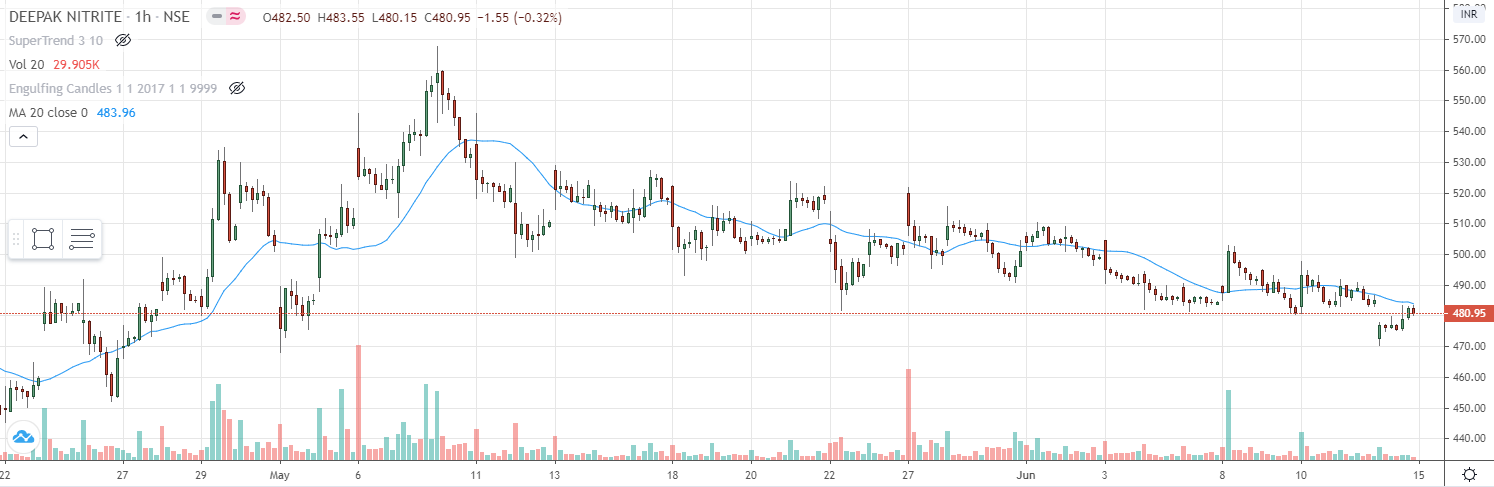 DEEPAK NITRITE · 1h · NSE O482.50 H483.55 L480.15 C480.95 −1.55 (−0.32%)
SuperTrend 3 10
Vol 20 29.905K
Engulfing Candles 1 1 2017 1 1 9999
MA 20 close 0 483.96
INR
570.00
560.00
550.00
540.00
530.00
520.00
510.00
500.00
490.00
480.95
470.00
460.00
450.00
440.00
22 27 29 May 6 11 13 18 20 22 27 Jun 3 8 10 15